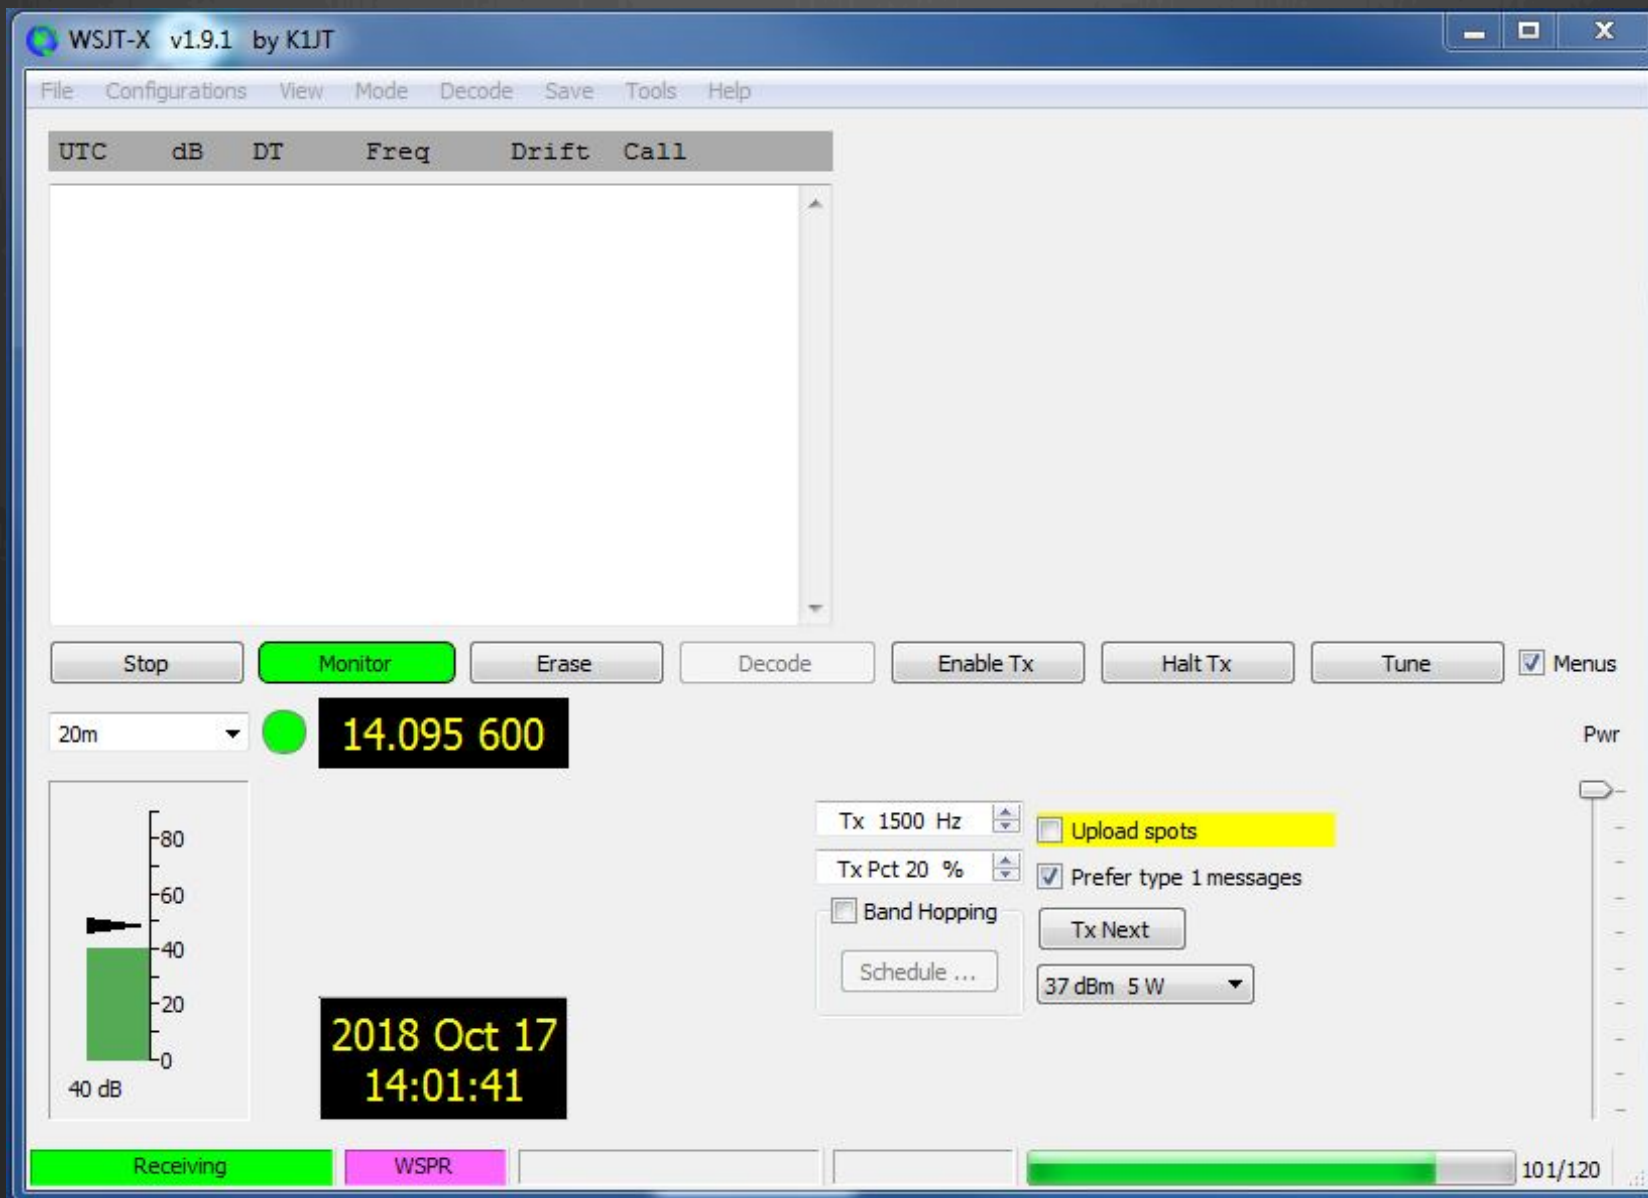 WSJT-X v1.9.1 by K1JT
File Configurations View Mode Decode Save Tools Help
UTC dB DT Freq Drift Call
Stop Monitor Erase Decode Enable Tx Halt Tx Tune Menus
20m 14.095 600 Pwr
Tx 1500 Hz
Upload spots
Tx Pct 20 %
Prefer type 1 messages
Band Hopping
Tx Next
Schedule ...
37 dBm 5 W
80
60
40
20
0
40 dB
2018 Oct 17
14:01:41
Receiving WSPR 101/120